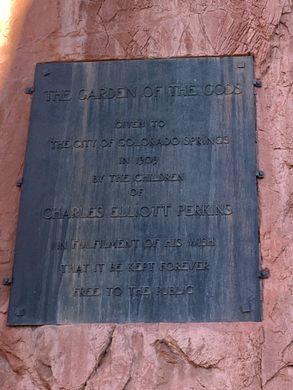 THE GARDEN OF THE GODS
GIVEN TO
THE CITY OF COLORADO SPRINGS
IN 1909
BY THE CHILDREN
OF
CHARLES ELLIOTT PERKINS
IN FULFILMENT OF HIS WISH
THAT IT BE KEPT FOREVER
FREE TO THE PUBLIC